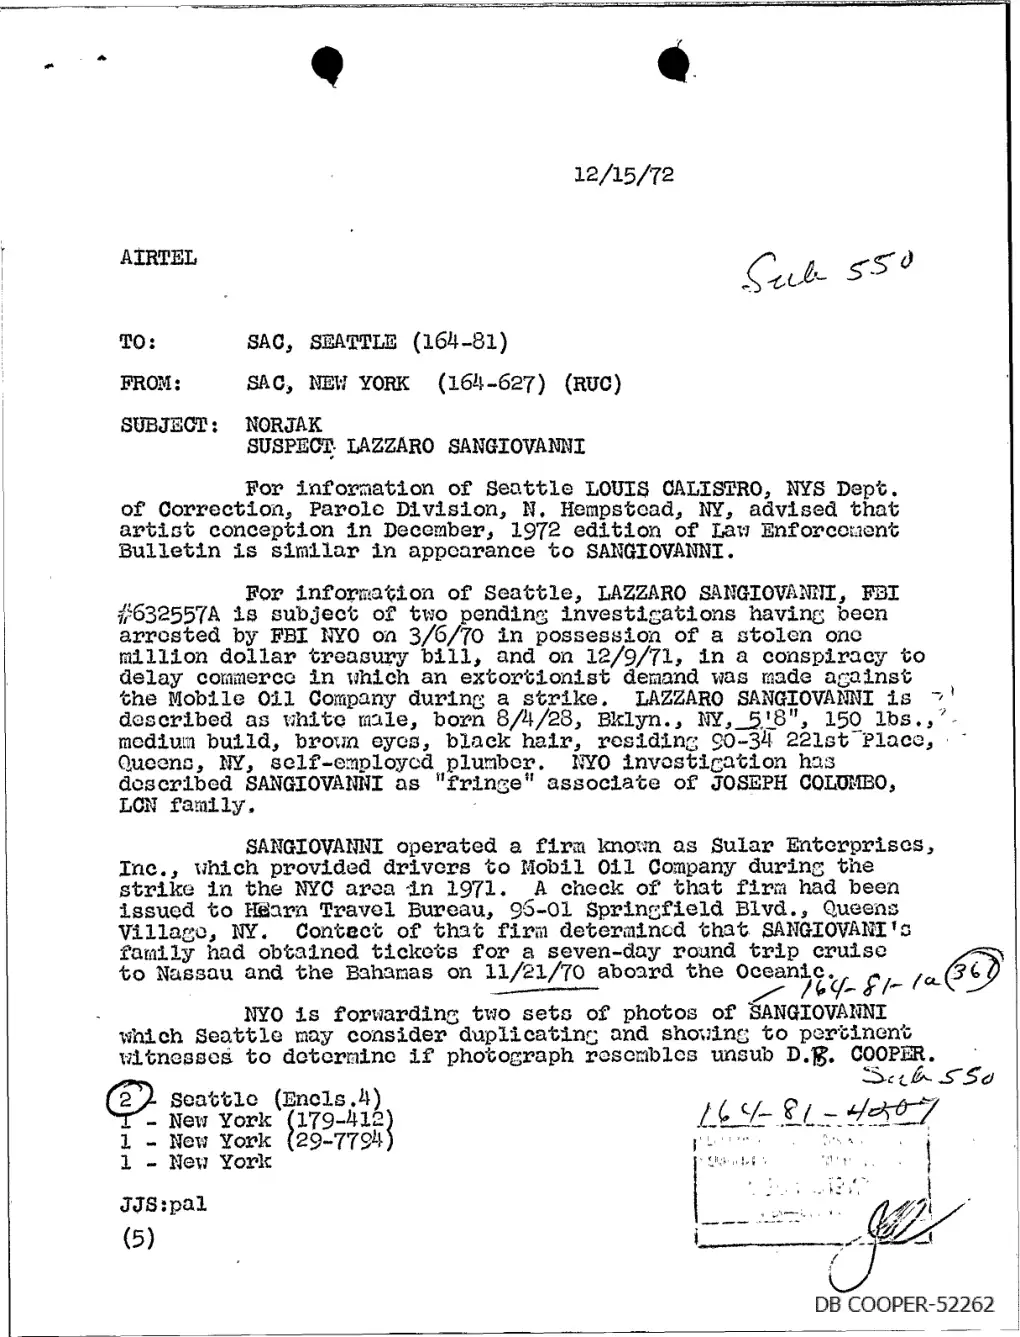 12/15/72
AIRTEL
Sub 550
TO: SAC, SEATTLE (164-81)
FROM: SAC, NEW YORK (164-627) (RUC)
SUBJECT: NORJAK
SUSPECT LAZZARO SANGIOVANNI
For information of Seattle LOUIS CALISTRO, NYS Dept.
of Correction, Parole Division, N. Hempstead, NY, advised that
artist conception in December, 1972 edition of Law Enforcement
Bulletin is similar in appearance to SANGIOVANNI.
For information of Seattle, LAZZARO SANGIOVANNI, FBI
#632557A is subject of two pending investigations having been
arrested by FBI NYO on 3/6/70 in possession of a stolen one
million dollar treasury bill, and on 12/9/71, in a conspiracy to
delay commerce in which an extortionist demand was made against
the Mobile Oil Company during a strike. LAZZARO SANGIOVANNI is
described as white male, born 8/4/28, Bklyn., NY, 5'8", 150 lbs.,
medium build, brown eyes, black hair, residing 90-34 221st Place,
Queens, NY, self-employed plumber. NYO investigation has
described SANGIOVANNI as "fringe" associate of JOSEPH COLOMBO,
LCN family.
SANGIOVANNI operated a firm known as Sular Enterprises,
Inc., which provided drivers to Mobil Oil Company during the
strike in the NYC area in 1971. A check of that firm had been
issued to Hearn Travel Bureau, 96-01 Springfield Blvd., Queens
Village, NY. Contact of that firm determined that SANGIOVANI's
family had obtained tickets for a seven-day round trip cruise
to Nassau and the Bahamas on 11/21/70 aboard the Oceanic.
164-81-1a (367)
NYO is forwarding two sets of photos of SANGIOVANNI
which Seattle may consider duplicating and showing to pertinent
witnesses to determine if photograph resembles unsub D.B. COOPER.
Sub 550
2 - Seattle (Encls.4)
1 - New York (179-412)
1 - New York (29-7794)
1 - New York
164-81-4207
JJS:pal
(5)
DB COOPER-52262